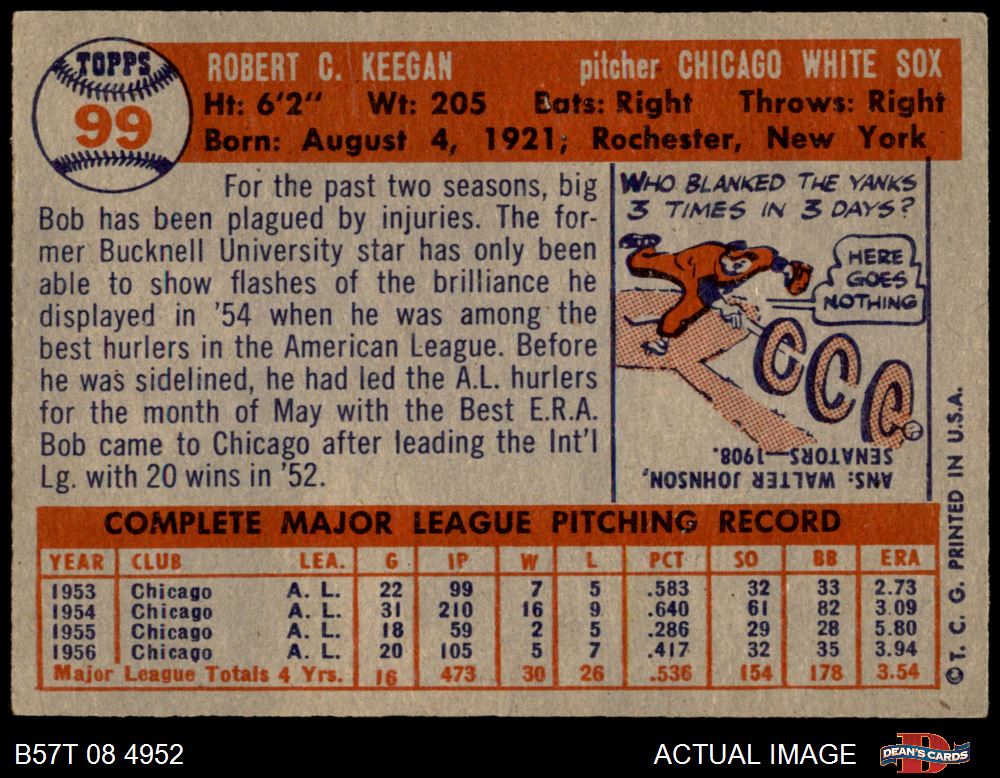 TOPPS
99
ROBERT C. KEEGAN pitcher CHICAGO WHITE SOX
Ht: 6'2" Wt: 205 Bats: Right Throws: Right
Born: August 4, 1921; Rochester, New York
For the past two seasons, big
Bob has been plagued by injuries. The for-
mer Bucknell University star has only been
able to show flashes of the brilliance he
displayed in '54 when he was among the
best hurlers in the American League. Before
he was sidelined, he had led the A.L. hurlers
for the month of May with the Best E.R.A.
Bob came to Chicago after leading the Int'l
Lg. with 20 wins in '52.
WHO BLANKED THE YANKS
3 TIMES IN 3 DAYS?
HERE
GOES
NOTHING
ANS: WALTER JOHNSON,
SENATORS—1908.
COMPLETE MAJOR LEAGUE PITCHING RECORD
YEAR CLUB LEA. G IP W L PCT SO BB ERA
1953 Chicago A. L. 22 99 7 5 .583 32 33 2.73
1954 Chicago A. L. 31 210 16 9 .640 61 82 3.09
1955 Chicago A. L. 18 59 2 5 .286 29 28 5.80
1956 Chicago A. L. 20 105 5 7 .417 32 35 3.94
Major League Totals 4 Yrs. 16 473 30 26 .536 154 178 3.54
© T. C. G. PRINTED IN U.S.A.
B57T 08 4952
ACTUAL IMAGE
DEAN'S CARDS